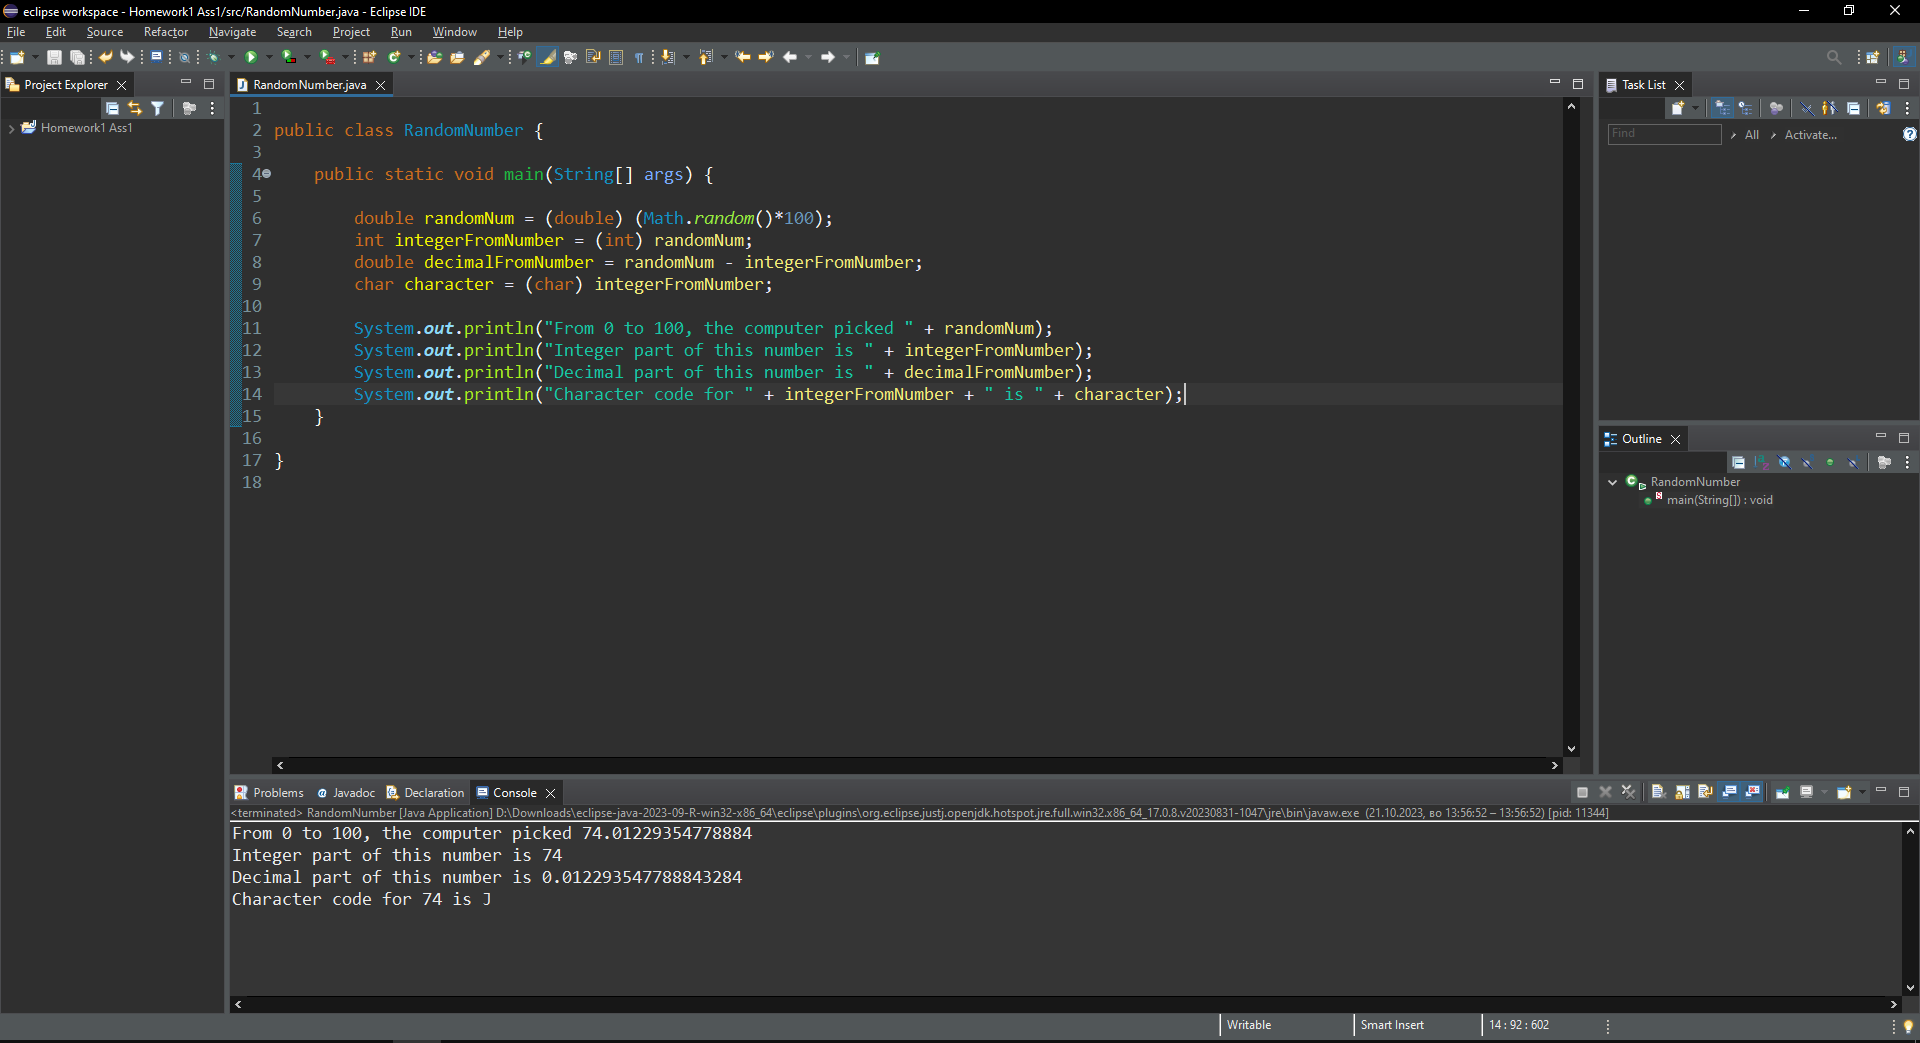 eclipse workspace - Homework1 Ass1/src/RandomNumber.java - Eclipse IDE
File Edit Source Refactor Navigate Search Project Run Window Help
Project Explorer
Homework1 Ass1
RandomNumber.java
1
2 public class RandomNumber {
3
4 public static void main(String[] args) {
5
6 double randomNum = (double) (Math.random()*100);
7 int integerFromNumber = (int) randomNum;
8 double decimalFromNumber = randomNum - integerFromNumber;
9 char character = (char) integerFromNumber;
10
11 System.out.println("From 0 to 100, the computer picked " + randomNum);
12 System.out.println("Integer part of this number is " + integerFromNumber);
13 System.out.println("Decimal part of this number is " + decimalFromNumber);
14 System.out.println("Character code for " + integerFromNumber + " is " + character);
15 }
16
17 }
18
Task List
Find All Activate...
Outline
RandomNumber
main(String[]) : void
Problems Javadoc Declaration Console
<terminated> RandomNumber [Java Application] D:\Downloads\eclipse-java-2023-09-R-win32-x86_64\eclipse\plugins\org.eclipse.justj.openjdk.hotspot.jre.full.win32.x86_64_17.0.8.v20230831-1047\jre\bin\javaw.exe (21.10.2023, во 13:56:52 – 13:56:52) [pid: 11344]
From 0 to 100, the computer picked 74.01229354778884
Integer part of this number is 74
Decimal part of this number is 0.012293547788843284
Character code for 74 is J
Writable Smart Insert 14 : 92 : 602